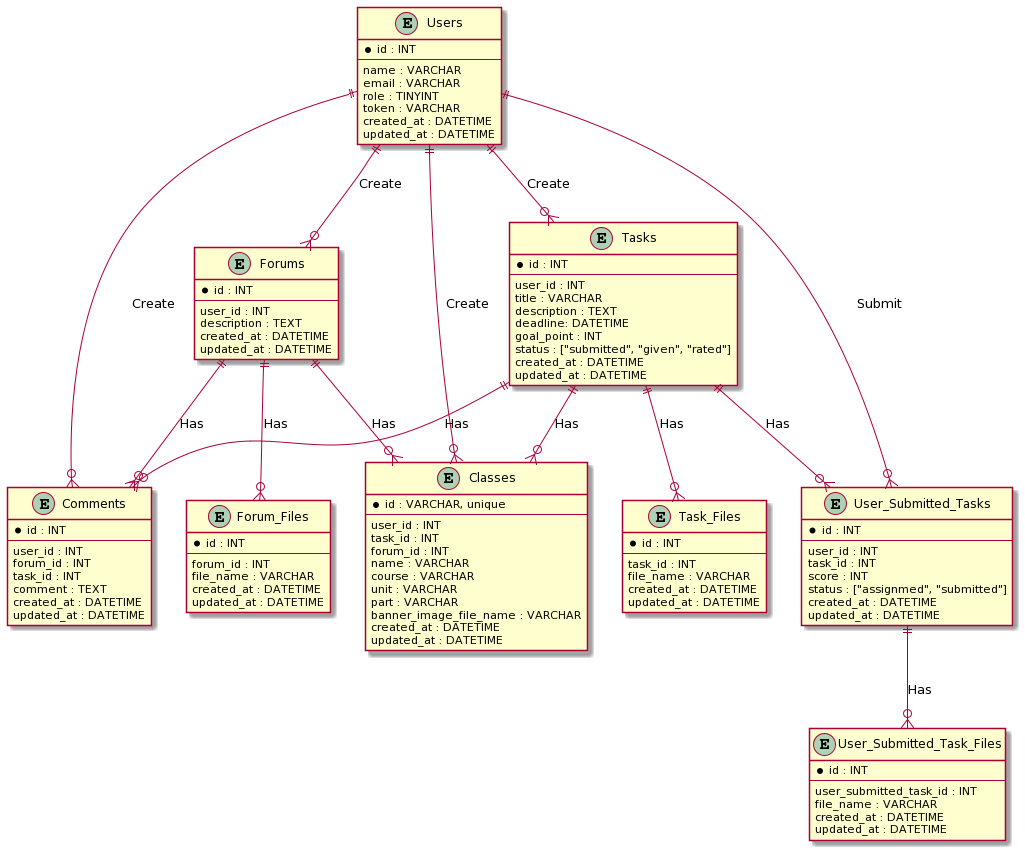 E Users
id : INT
name : VARCHAR
email : VARCHAR
role : TINYINT
token : VARCHAR
created_at : DATETIME
updated_at : DATETIME
Create
Create
E Tasks
id : INT
user_id : INT
title : VARCHAR
description : TEXT
deadline: DATETIME
goal_point : INT
status : ["submitted", "given", "rated"]
created_at : DATETIME
updated_at : DATETIME
E Forums
id : INT
user_id : INT
description : TEXT
created_at : DATETIME
updated_at : DATETIME
Create
Create
Submit
Has
Has
Has
Has
Has
Has
Has
E Comments
id : INT
user_id : INT
forum_id : INT
task_id : INT
comment : TEXT
created_at : DATETIME
updated_at : DATETIME
E Forum_Files
id : INT
forum_id : INT
file_name : VARCHAR
created_at : DATETIME
updated_at : DATETIME
E Classes
id : VARCHAR, unique
user_id : INT
task_id : INT
forum_id : INT
name : VARCHAR
course : VARCHAR
unit : VARCHAR
part : VARCHAR
banner_image_file_name : VARCHAR
created_at : DATETIME
updated_at : DATETIME
E Task_Files
id : INT
task_id : INT
file_name : VARCHAR
created_at : DATETIME
updated_at : DATETIME
E User_Submitted_Tasks
id : INT
user_id : INT
task_id : INT
score : INT
status : ["assignmed", "submitted"]
created_at : DATETIME
updated_at : DATETIME
Has
E User_Submitted_Task_Files
id : INT
user_submitted_task_id : INT
file_name : VARCHAR
created_at : DATETIME
updated_at : DATETIME